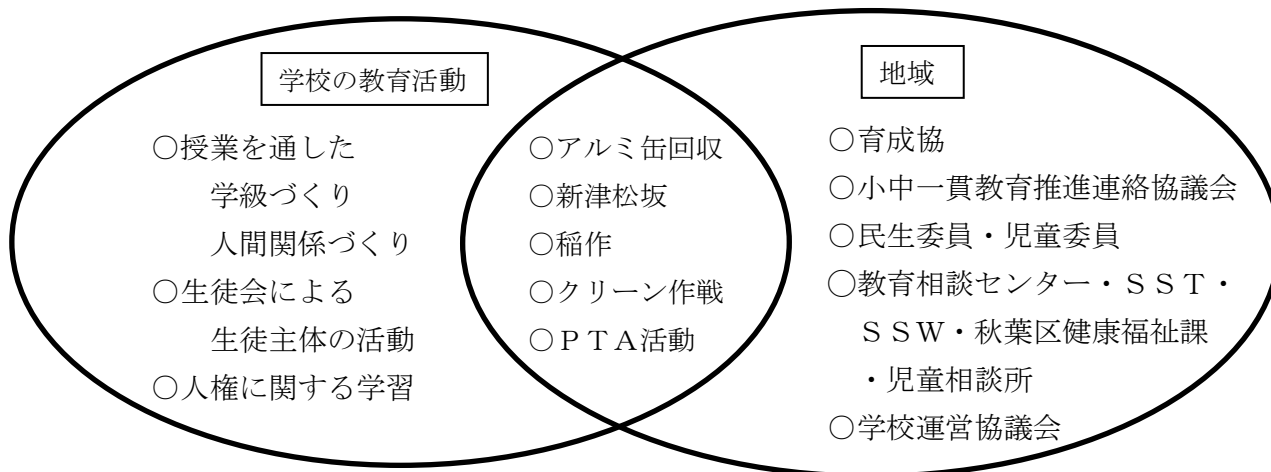 学校の教育活動
○授業を通した
学級づくり
人間関係づくり
○生徒会による
生徒主体の活動
○人権に関する学習
○アルミ缶回収
○新津松坂
○稲作
○クリーン作戦
○ＰＴＡ活動
地域
○育成協
○小中一貫教育推進連絡協議会
○民生委員・児童委員
○教育相談センター・ＳＳＴ・
ＳＳＷ・秋葉区健康福祉課
・児童相談所
○学校運営協議会